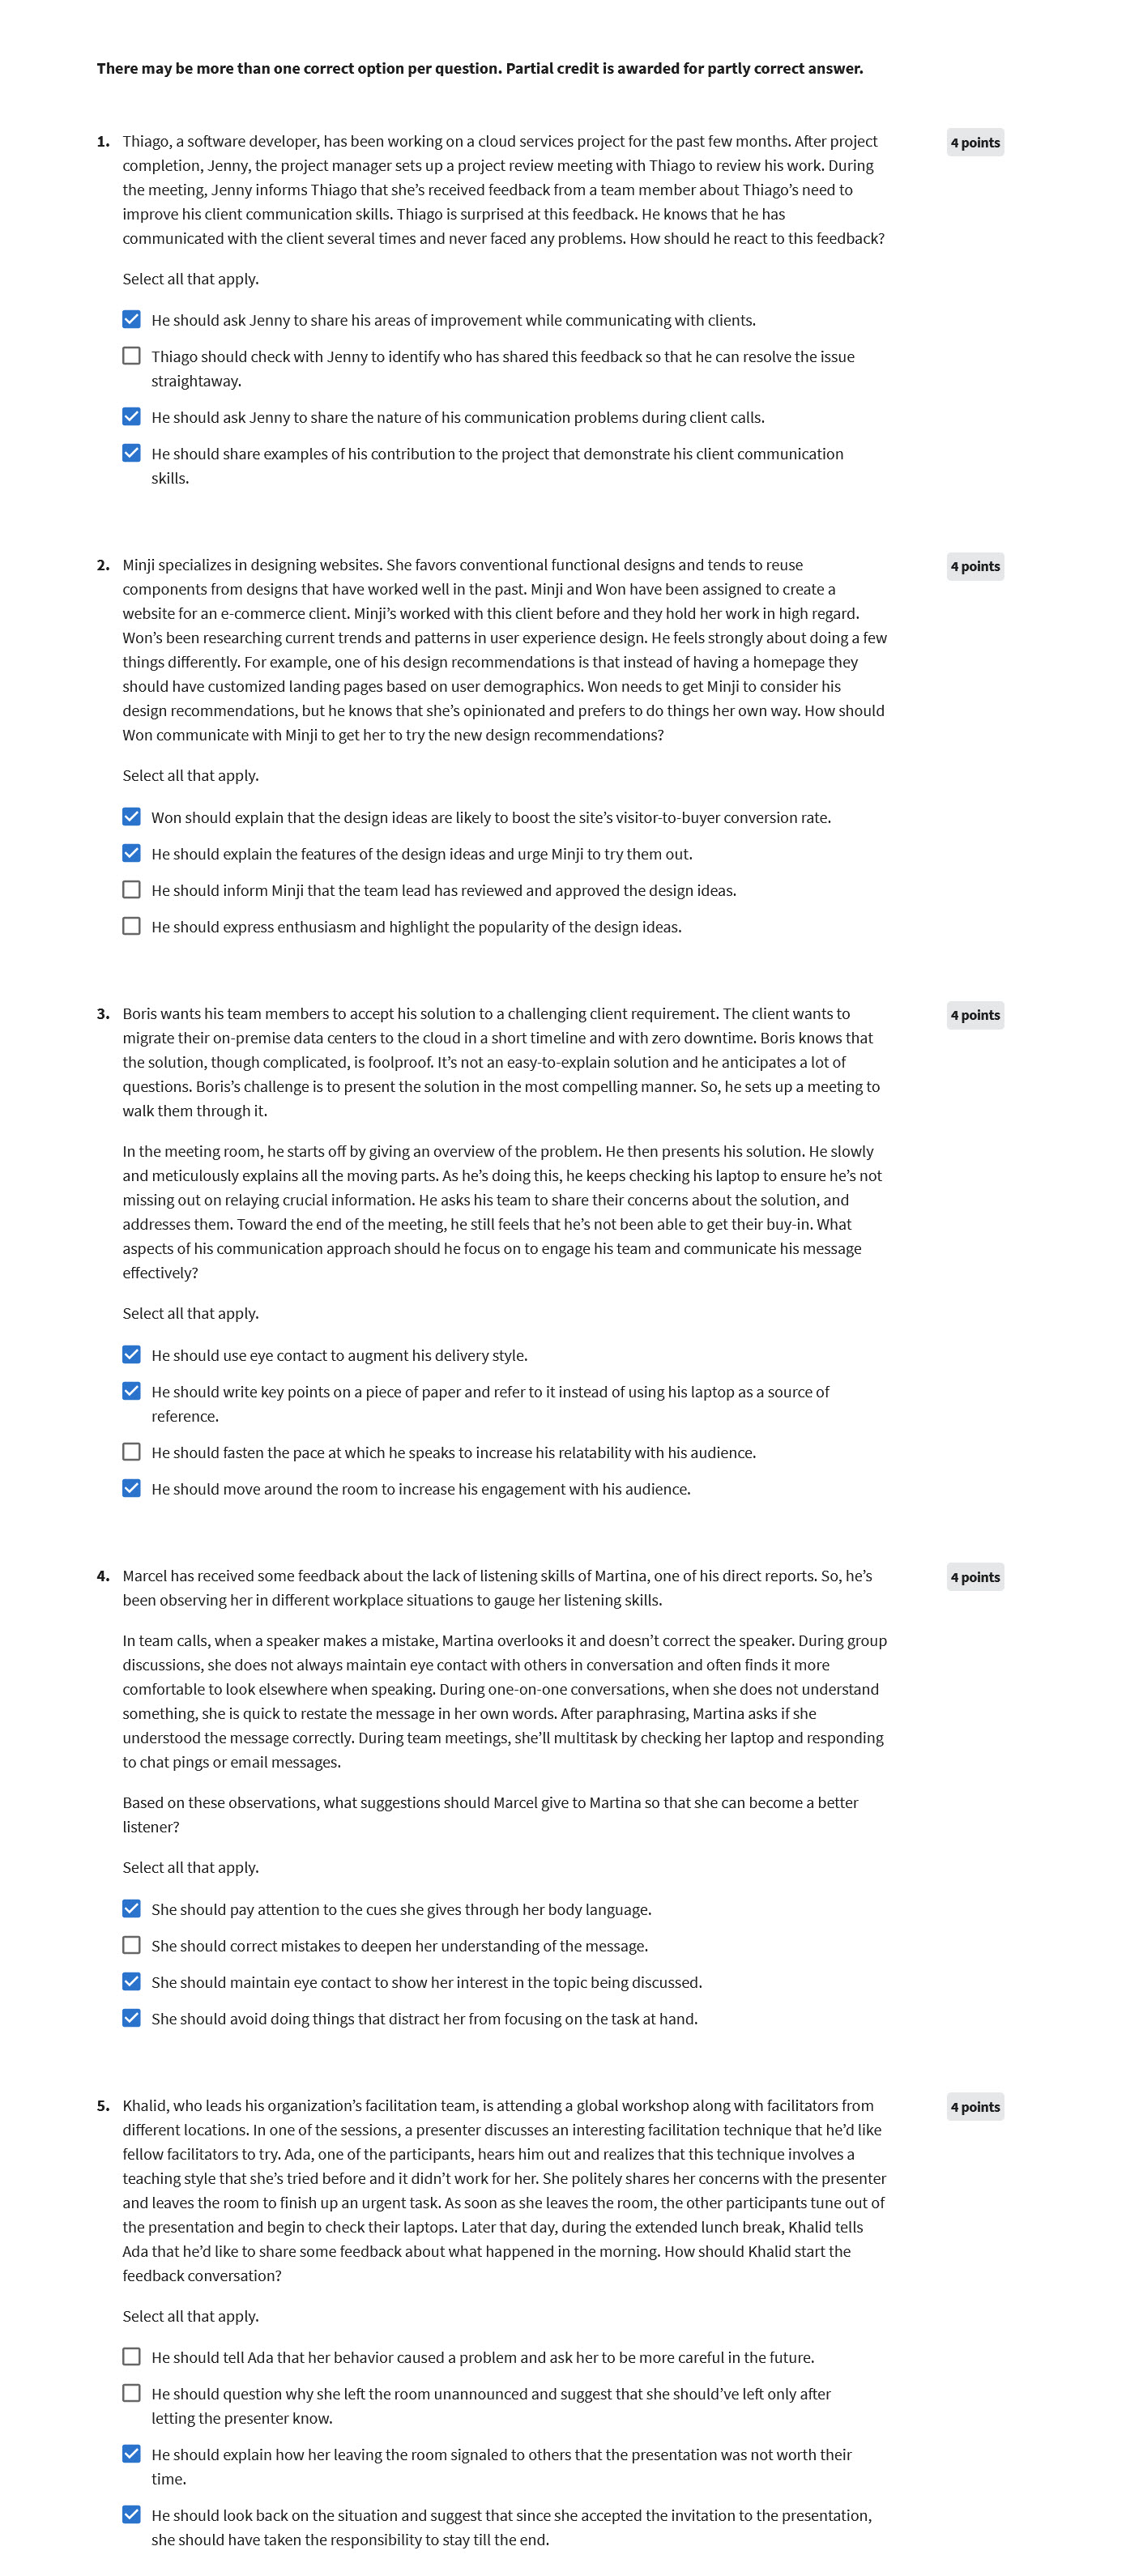 There may be more than one correct option per question. Partial credit is awarded for partly correct answer.
1. Thiago, a software developer, has been working on a cloud services project for the past few months. After project
4 points
completion, Jenny, the project manager sets up a project review meeting with Thiago to review his work. During
the meeting, Jenny informs Thiago that she's received feedback from a team member about Thiago's need to
improve his client communication skills. Thiago is surprised at this feedback. He knows that he has
communicated with the client several times and never faced any problems. How should he react to this feedback?
Select all that apply.
He should ask Jenny to share his areas of improvement while communicating with clients.
Thiago should check with Jenny to identify who has shared this feedback so that he can resolve the issue
straightaway.
He should ask Jenny to share the nature of his communication problems during client calls.
He should share examples of his contribution to the project that demonstrate his client communication
skills.
2. Minji specializes in designing websites. She favors conventional functional designs and tends to reuse
4 points
components from designs that have worked well in the past. Minji and Won have been assigned to create a
website for an e-commerce client. Minji's worked with this client before and they hold her work in high regard.
Won's been researching current trends and patterns in user experience design. He feels strongly about doing a few
things differently. For example, one of his design recommendations is that instead of having a homepage they
should have customized landing pages based on user demographics. Won needs to get Minji to consider his
design recommendations, but he knows that she's opinionated and prefers to do things her own way. How should
Won communicate with Minji to get her to try the new design recommendations?
Select all that apply.
Won should explain that the design ideas are likely to boost the site's visitor-to-buyer conversion rate.
He should explain the features of the design ideas and urge Minji to try them out.
He should inform Minji that the team lead has reviewed and approved the design ideas.
He should express enthusiasm and highlight the popularity of the design ideas.
3. Boris wants his team members to accept his solution to a challenging client requirement. The client wants to
4 points
migrate their on-premise data centers to the cloud in a short timeline and with zero downtime. Boris knows that
the solution, though complicated, is foolproof. It's not an easy-to-explain solution and he anticipates a lot of
questions. Boris's challenge is to present the solution in the most compelling manner. So, he sets up a meeting to
walk them through it.
In the meeting room, he starts off by giving an overview of the problem. He then presents his solution. He slowly
and meticulously explains all the moving parts. As he's doing this, he keeps checking his laptop to ensure he's not
missing out on relaying crucial information. He asks his team to share their concerns about the solution, and
addresses them. Toward the end of the meeting, he still feels that he's not been able to get their buy-in. What
aspects of his communication approach should he focus on to engage his team and communicate his message
effectively?
Select all that apply.
He should use eye contact to augment his delivery style.
He should write key points on a piece of paper and refer to it instead of using his laptop as a source of
reference.
He should fasten the pace at which he speaks to increase his relatability with his audience.
He should move around the room to increase his engagement with his audience.
4. Marcel has received some feedback about the lack of listening skills of Martina, one of his direct reports. So, he's
4 points
been observing her in different workplace situations to gauge her listening skills.
In team calls, when a speaker makes a mistake, Martina overlooks it and doesn't correct the speaker. During group
discussions, she does not always maintain eye contact with others in conversation and often finds it more
comfortable to look elsewhere when speaking. During one-on-one conversations, when she does not understand
something, she is quick to restate the message in her own words. After paraphrasing, Martina asks if she
understood the message correctly. During team meetings, she'll multitask by checking her laptop and responding
to chat pings or email messages.
Based on these observations, what suggestions should Marcel give to Martina so that she can become a better
listener?
Select all that apply.
She should pay attention to the cues she gives through her body language.
She should correct mistakes to deepen her understanding of the message.
She should maintain eye contact to show her interest in the topic being discussed.
She should avoid doing things that distract her from focusing on the task at hand.
5. Khalid, who leads his organization's facilitation team, is attending a global workshop along with facilitators from
4 points
different locations. In one of the sessions, a presenter discusses an interesting facilitation technique that he'd like
fellow facilitators to try. Ada, one of the participants, hears him out and realizes that this technique involves a
teaching style that she's tried before and it didn't work for her. She politely shares her concerns with the presenter
and leaves the room to finish up an urgent task. As soon as she leaves the room, the other participants tune out of
the presentation and begin to check their laptops. Later that day, during the extended lunch break, Khalid tells
Ada that he'd like to share some feedback about what happened in the morning. How should Khalid start the
feedback conversation?
Select all that apply.
He should tell Ada that her behavior caused a problem and ask her to be more careful in the future.
He should question why she left the room unannounced and suggest that she should've left only after
letting the presenter know.
He should explain how her leaving the room signaled to others that the presentation was not worth their
time.
He should look back on the situation and suggest that since she accepted the invitation to the presentation,
she should have taken the responsibility to stay till the end.